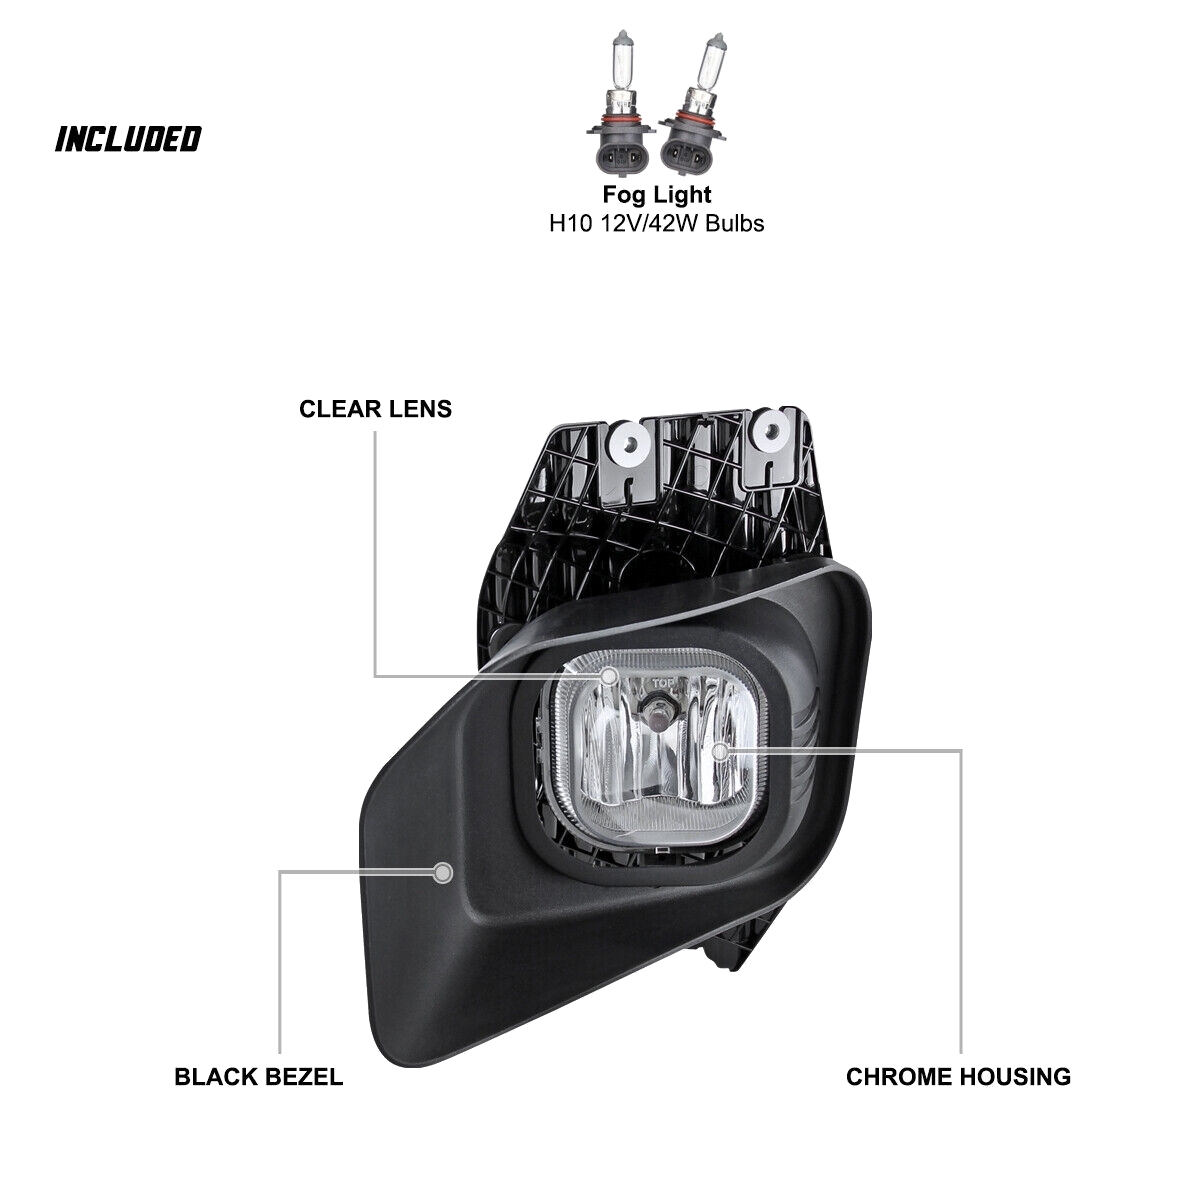 INCLUDED
Fog Light
H10 12V/42W Bulbs
CLEAR LENS
TOP
BLACK BEZEL
CHROME HOUSING